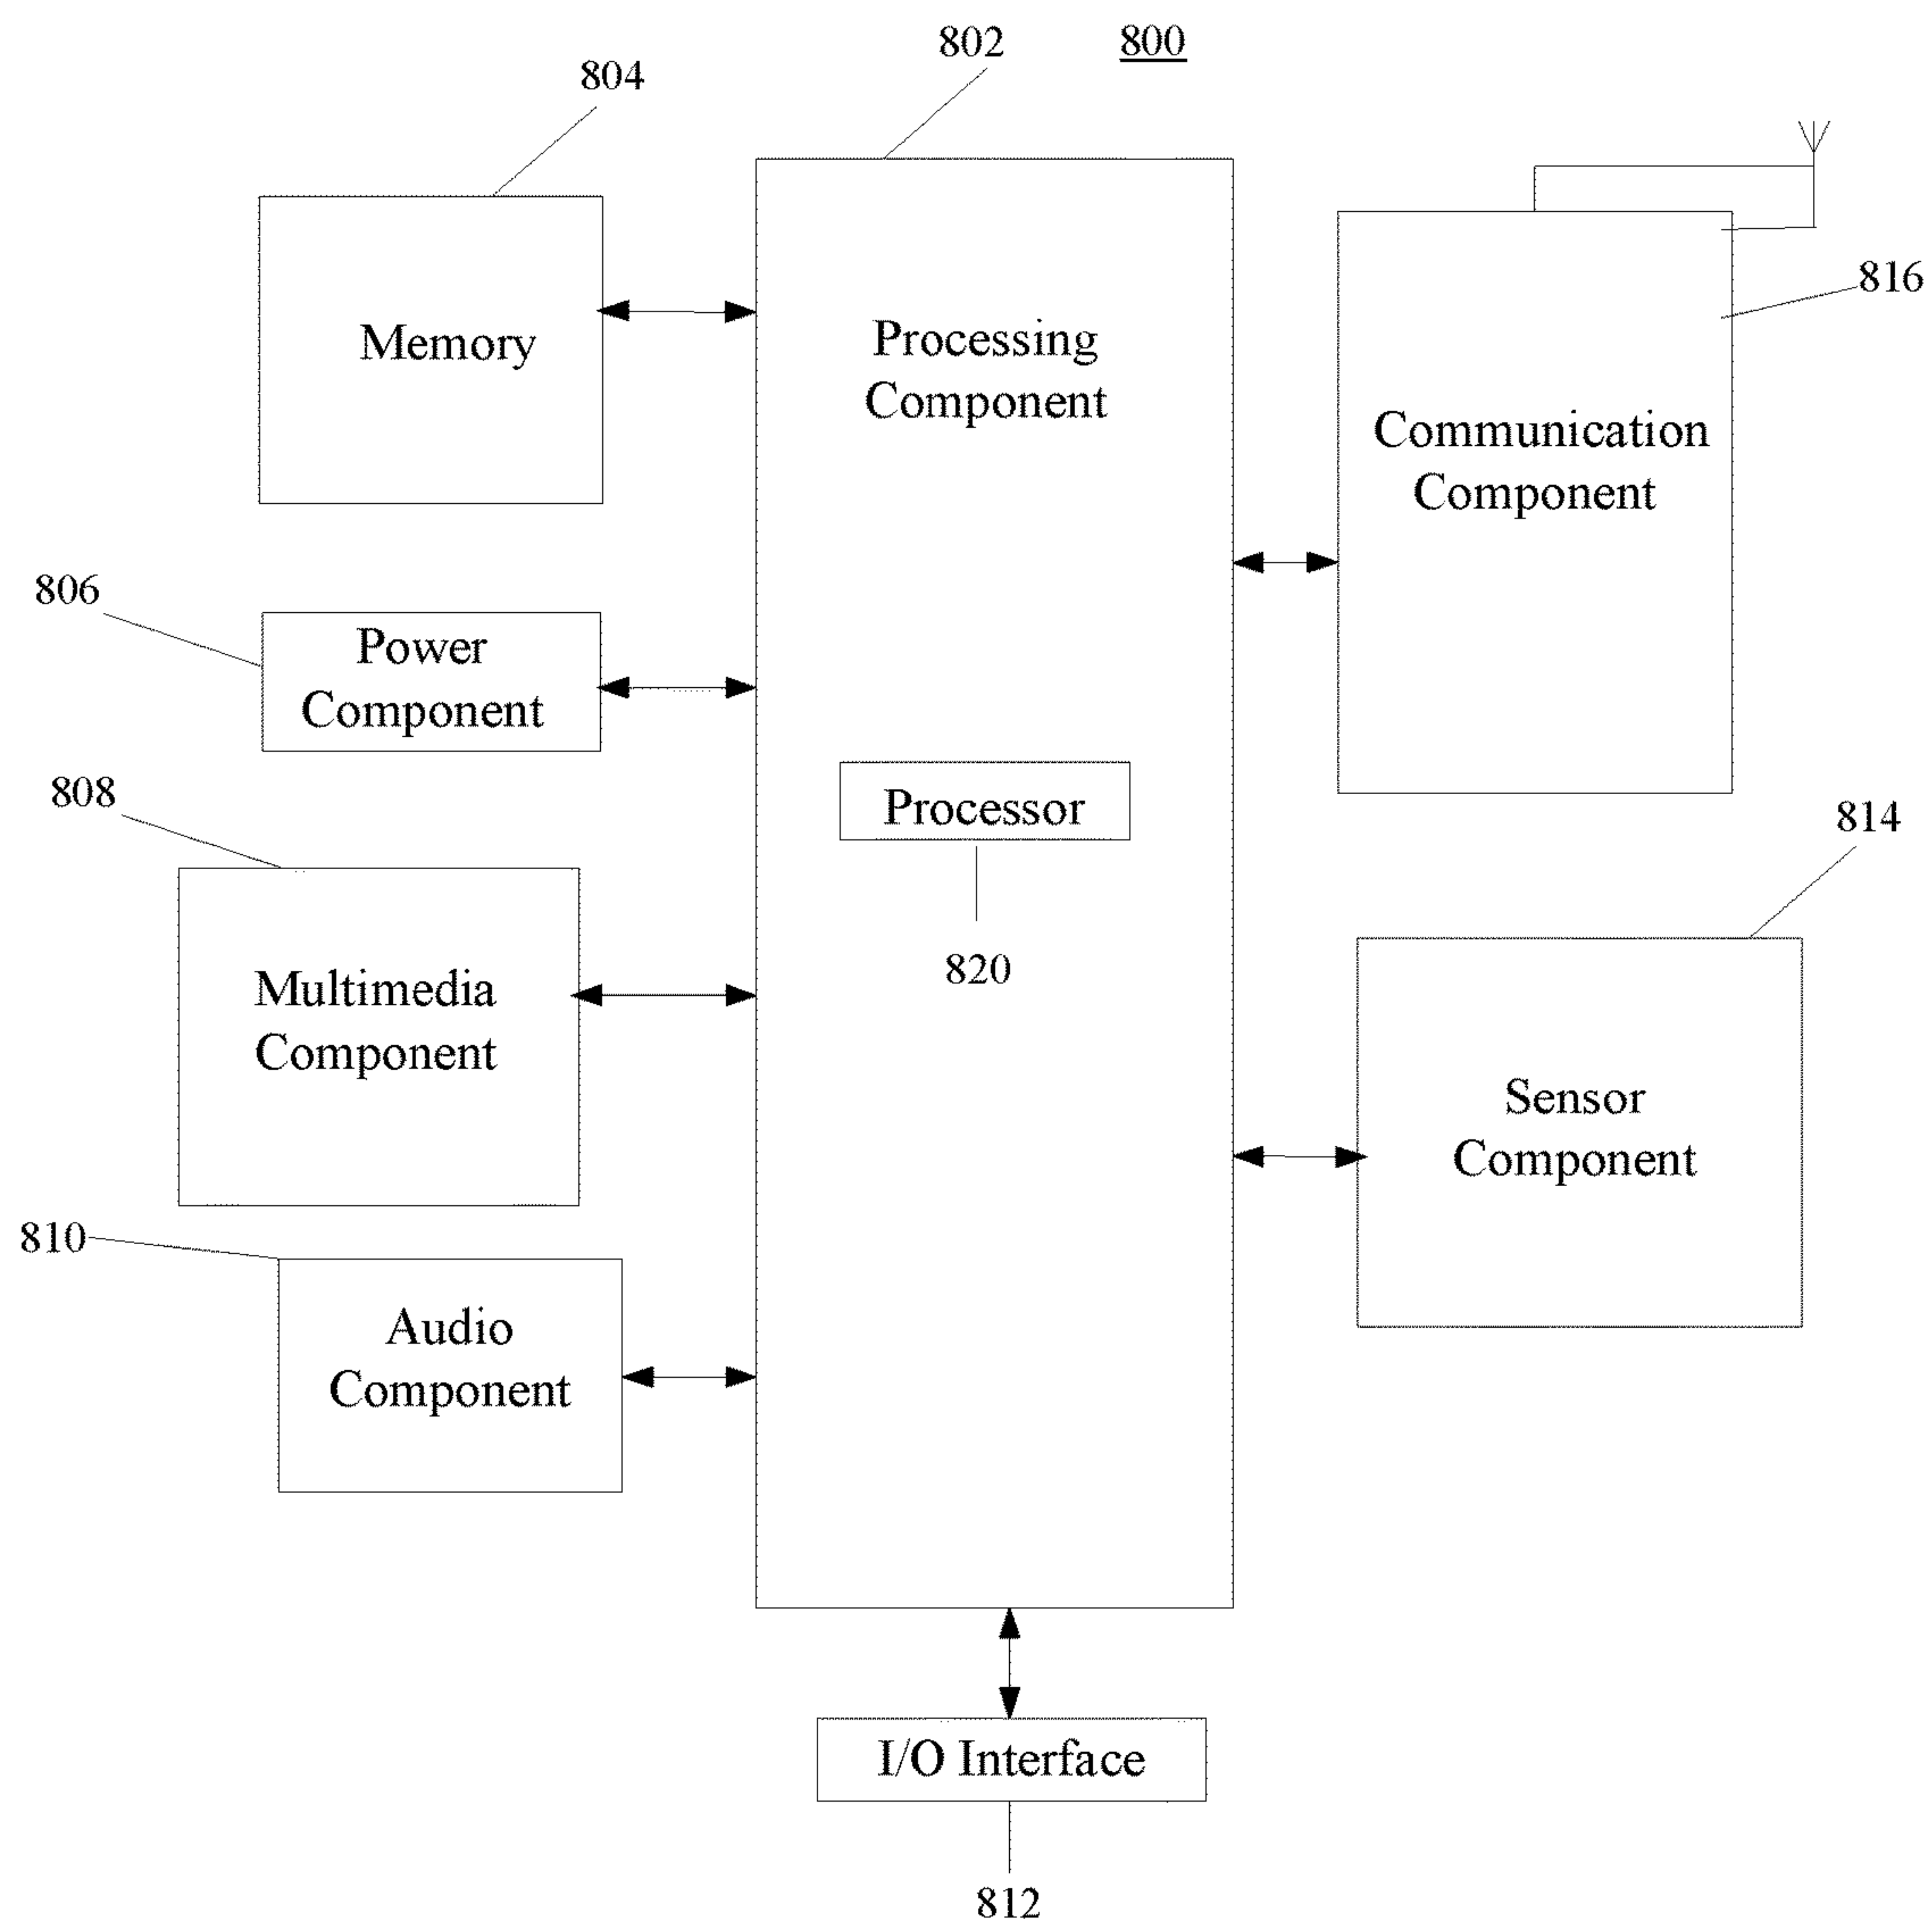 802
800
804
816
Memory
Processing
Component
Communication
Component
806
Power
Component
808
Processor
814
820
Multimedia
Component
Sensor
Component
810
Audio
Component
I/O Interface
812